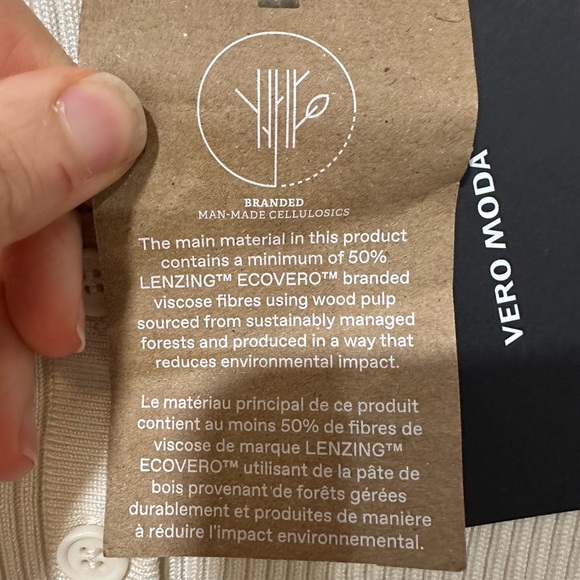 BRANDED
MAN-MADE CELLULOSICS
The main material in this product
contains a minimum of 50%
LENZING™ ECOVERO™ branded
viscose fibres using wood pulp
sourced from sustainably managed
forests and produced in a way that
reduces environmental impact.
Le matériau principal de ce produit
contient au moins 50% de fibres de
viscose de marque LENZING™
ECOVERO™ utilisant de la pâte de
bois provenant de forêts gérées
durablement et produites de manière
à réduire l'impact environnemental.
VERO MODA